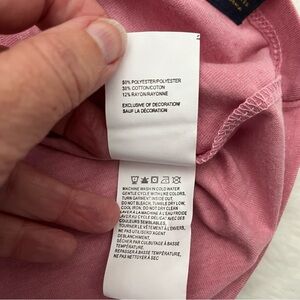 50% POLYESTER/POLYESTER
38% COTTON/COTON
12% RAYON/RAYONNE
EXCLUSIVE OF DECORATION/
SAUF LA DÉCORATION
MACHINE WASH IN COLD WATER
GENTLE CYCLE WITH LIKE COLORS,
TURN GARMENT INSIDE OUT.
DO NOT BLEACH, TUMBLE DRY LOW,
COOL IRON, DO NOT DRY CLEAN
LAVER A LA MACHINE A L'EAU FROIDE
AU CYCLE DELICAT AVEC DES
COULEURS SEMBLABLES,
TOURNER LE VÊTEMENT À L'ENVERS,
NE PAS UTILISER D'AGENT
DE BLANCHIMENT.
SÉCHER PAR CULBUTAGE À BASSE
TEMPÉRATURE,
REPASSER À BASSE TEMPÉRATURE,
NE PAS NETTOYER À SEC